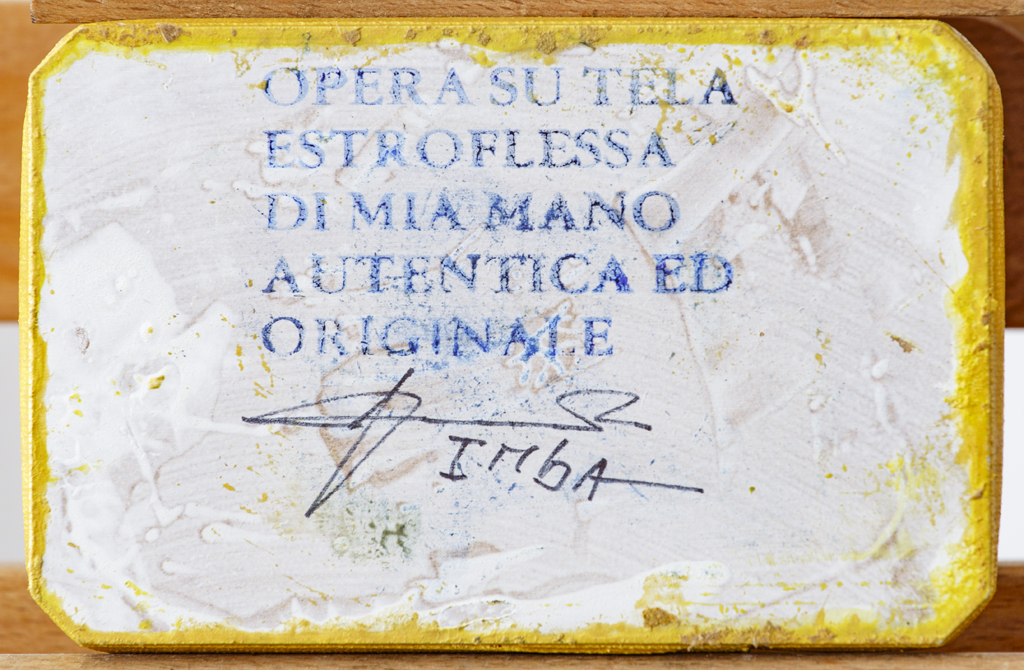 OPERA SU TELA
ESTROFLESSA
DI MIA MANO
AUTENTICA ED
ORIGINALE
IMbA